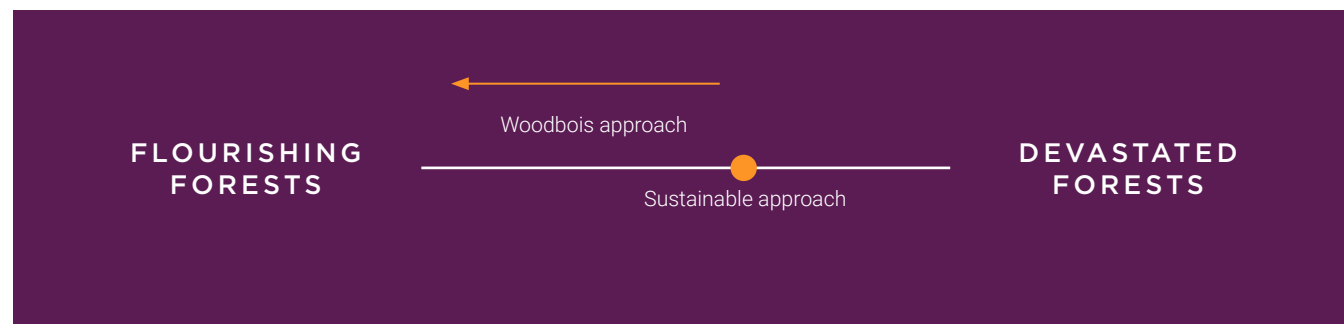 Woodbois approach
FLOURISHING
FORESTS
DEVASTATED
FORESTS
Sustainable approach